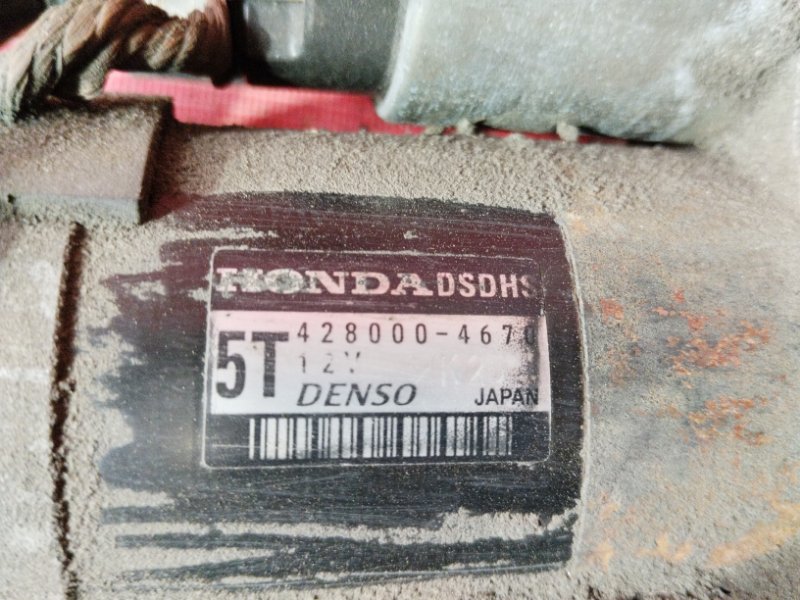 HONDA DSDHS
5T 428000-4670
12V
DENSO JAPAN